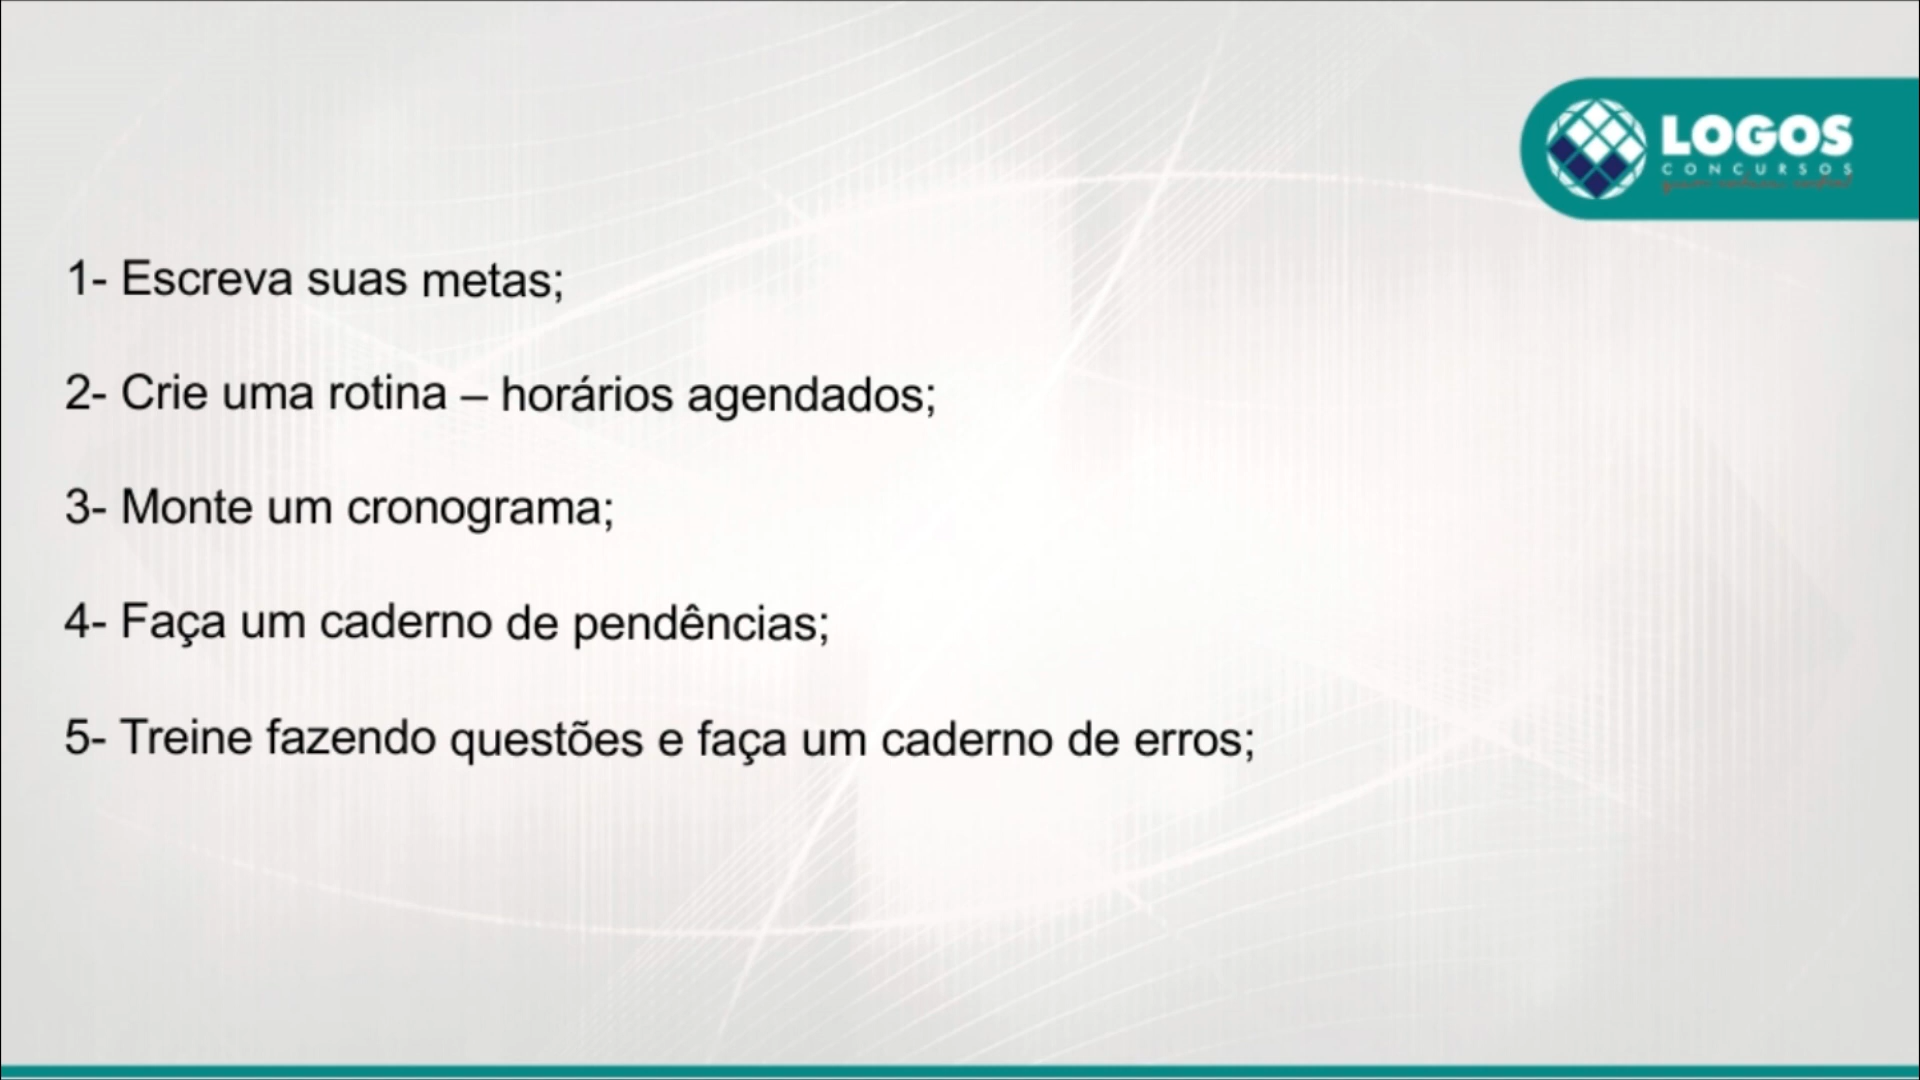 LOGOS
CONCURSOS
1- Escreva suas metas;
2- Crie uma rotina – horários agendados;
3- Monte um cronograma;
4- Faça um caderno de pendências;
5- Treine fazendo questões e faça um caderno de erros;